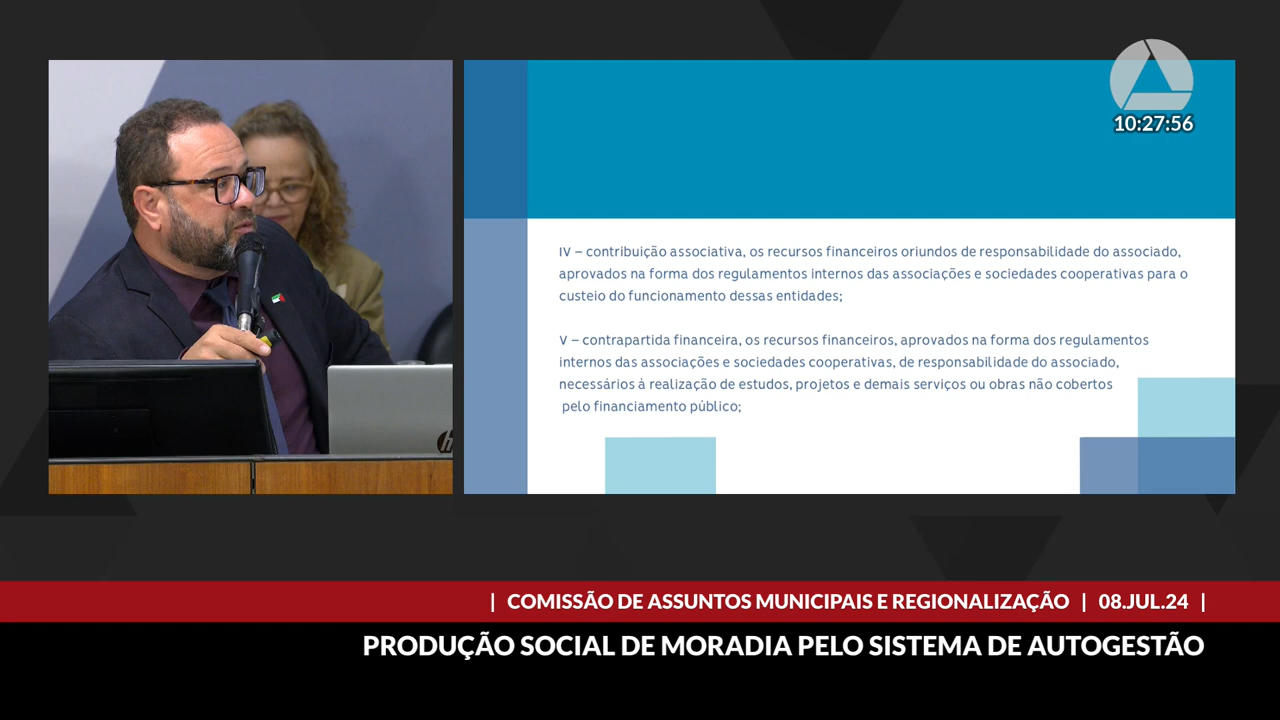 10:27:56
IV – contribuição associativa, os recursos financeiros oriundos de responsabilidade do associado,
aprovados na forma dos regulamentos internos das associações e sociedades cooperativas para o
custeio do funcionamento dessas entidades;
V – contrapartida financeira, os recursos financeiros, aprovados na forma dos regulamentos
internos das associações e sociedades cooperativas, de responsabilidade do associado,
necessários à realização de estudos, projetos e demais serviços ou obras não cobertos
pelo financiamento público;
hp
| COMISSÃO DE ASSUNTOS MUNICIPAIS E REGIONALIZAÇÃO | 08.JUL.24 |
PRODUÇÃO SOCIAL DE MORADIA PELO SISTEMA DE AUTOGESTÃO